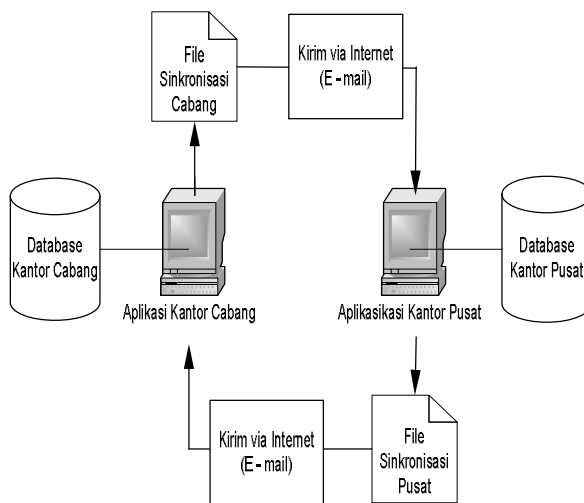 File
Sinkronisasi
Cabang
Kirim via Internet
(E - mail)
Database
Kantor Cabang
Aplikasi Kantor Cabang
Aplikasikasi Kantor Pusat
Database
Kantor Pusat
Kirim via Internet
(E - mail)
File
Sinkronisasi
Pusat